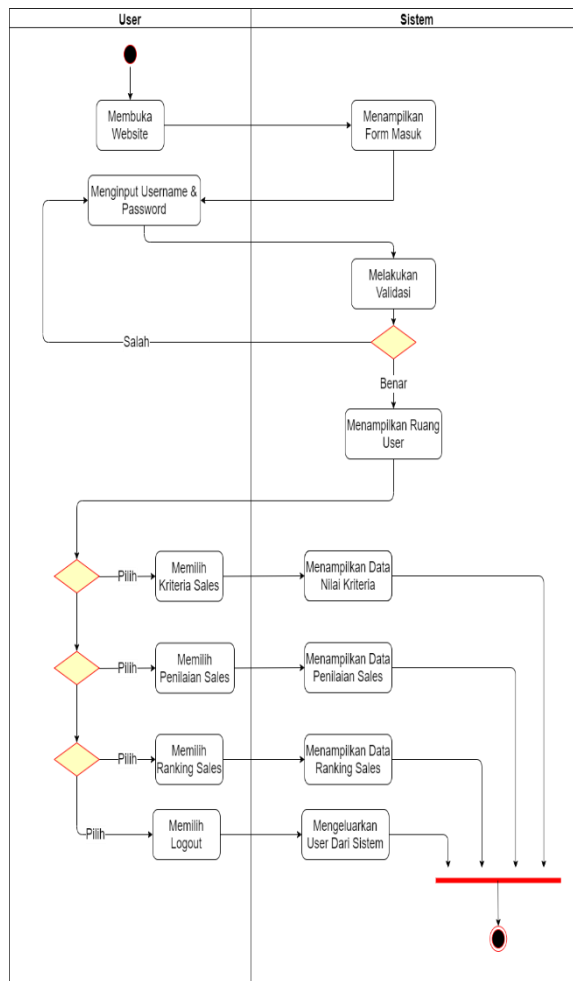 User
Sistem
Membuka
Website
Menampilkan
Form Masuk
Menginput Username &
Password
Melakukan
Validasi
Salah
Benar
Menampilkan Ruang
User
Pilih
Memilih
Kriteria Sales
Menampilkan Data
Nilai Kriteria
Pilih
Memilih
Penilaian Sales
Menampilkan Data
Penilaian Sales
Pilih
Memilih
Ranking Sales
Menampilkan Data
Ranking Sales
Pilih
Memilih
Logout
Mengeluarkan
User Dari Sistem